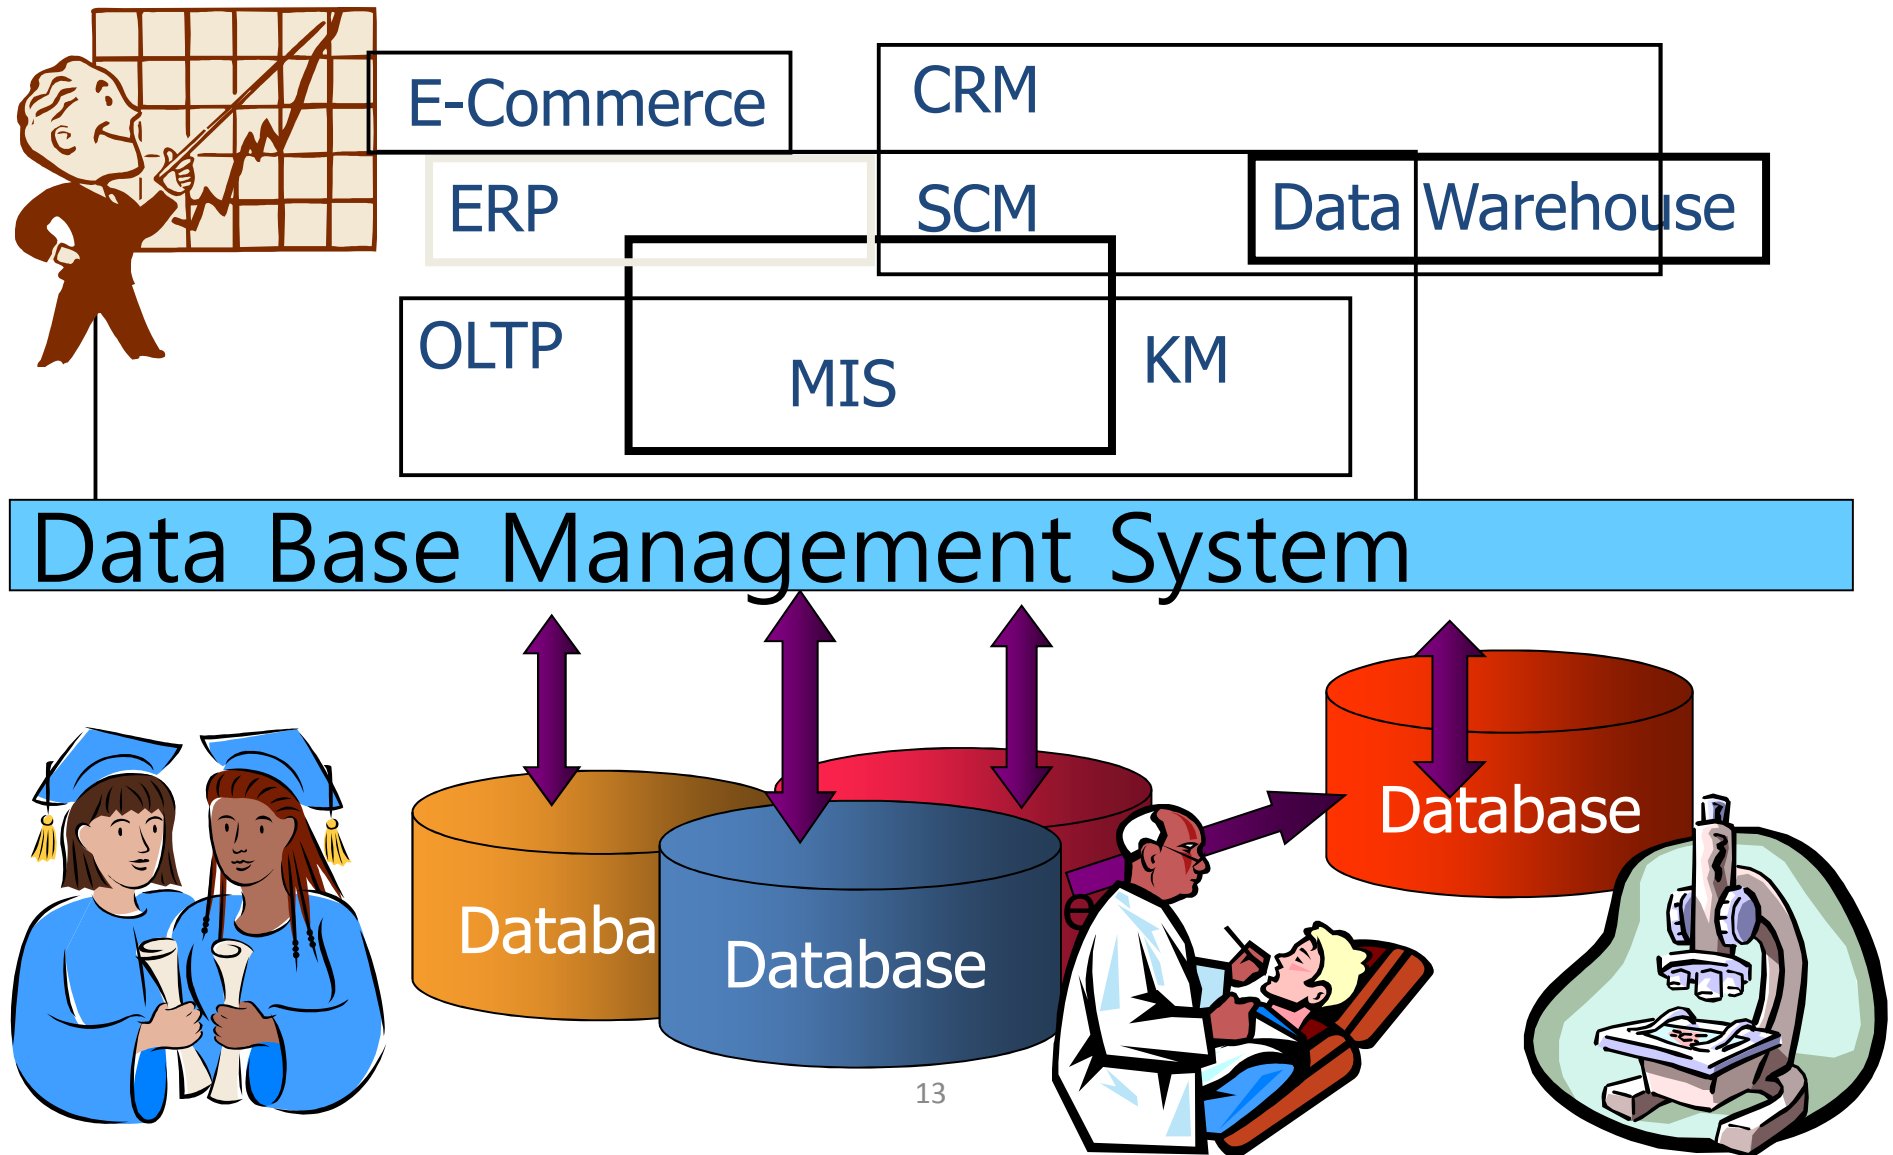 E-Commerce
CRM
ERP
SCM
Data Warehouse
OLTP
MIS
KM
Data Base Management System
Database
Databa
Database
e
13